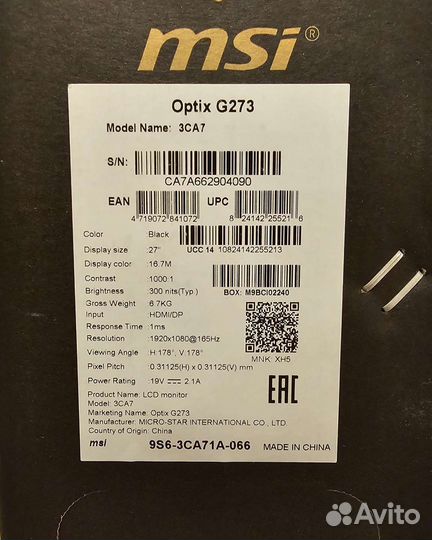 msi®
Optix G273
Model Name: 3CA7
S/N:
CA7A662904090
EAN
4 719072 841072
UPC
8 24142 25521 6
Color Black
UCC 14 10824142255213
Display size :27"
Display color :16.7M
Contrast :1000:1
Brightness :300 nits(Typ.)
BOX: M9BCI02240
Gross Weight :6.7KG
Input :HDMI/DP
Response Time :1ms
Resolution :1920x1080@165Hz
Viewing Angle :H:178°, V:178°
MNK XH5
Pixel Pitch :0.31125(H) x 0.31125(V) mm
Power Rating :19V 2.1A
EAC
Product Name: LCD monitor
Model: 3CA7
Marketing Name: Optix G273
Manufacturer: MICRO-STAR INTERNATIONAL CO., LTD.
Country of Origin: China
msi 9S6-3CA71A-066 MADE IN CHINA
Avito